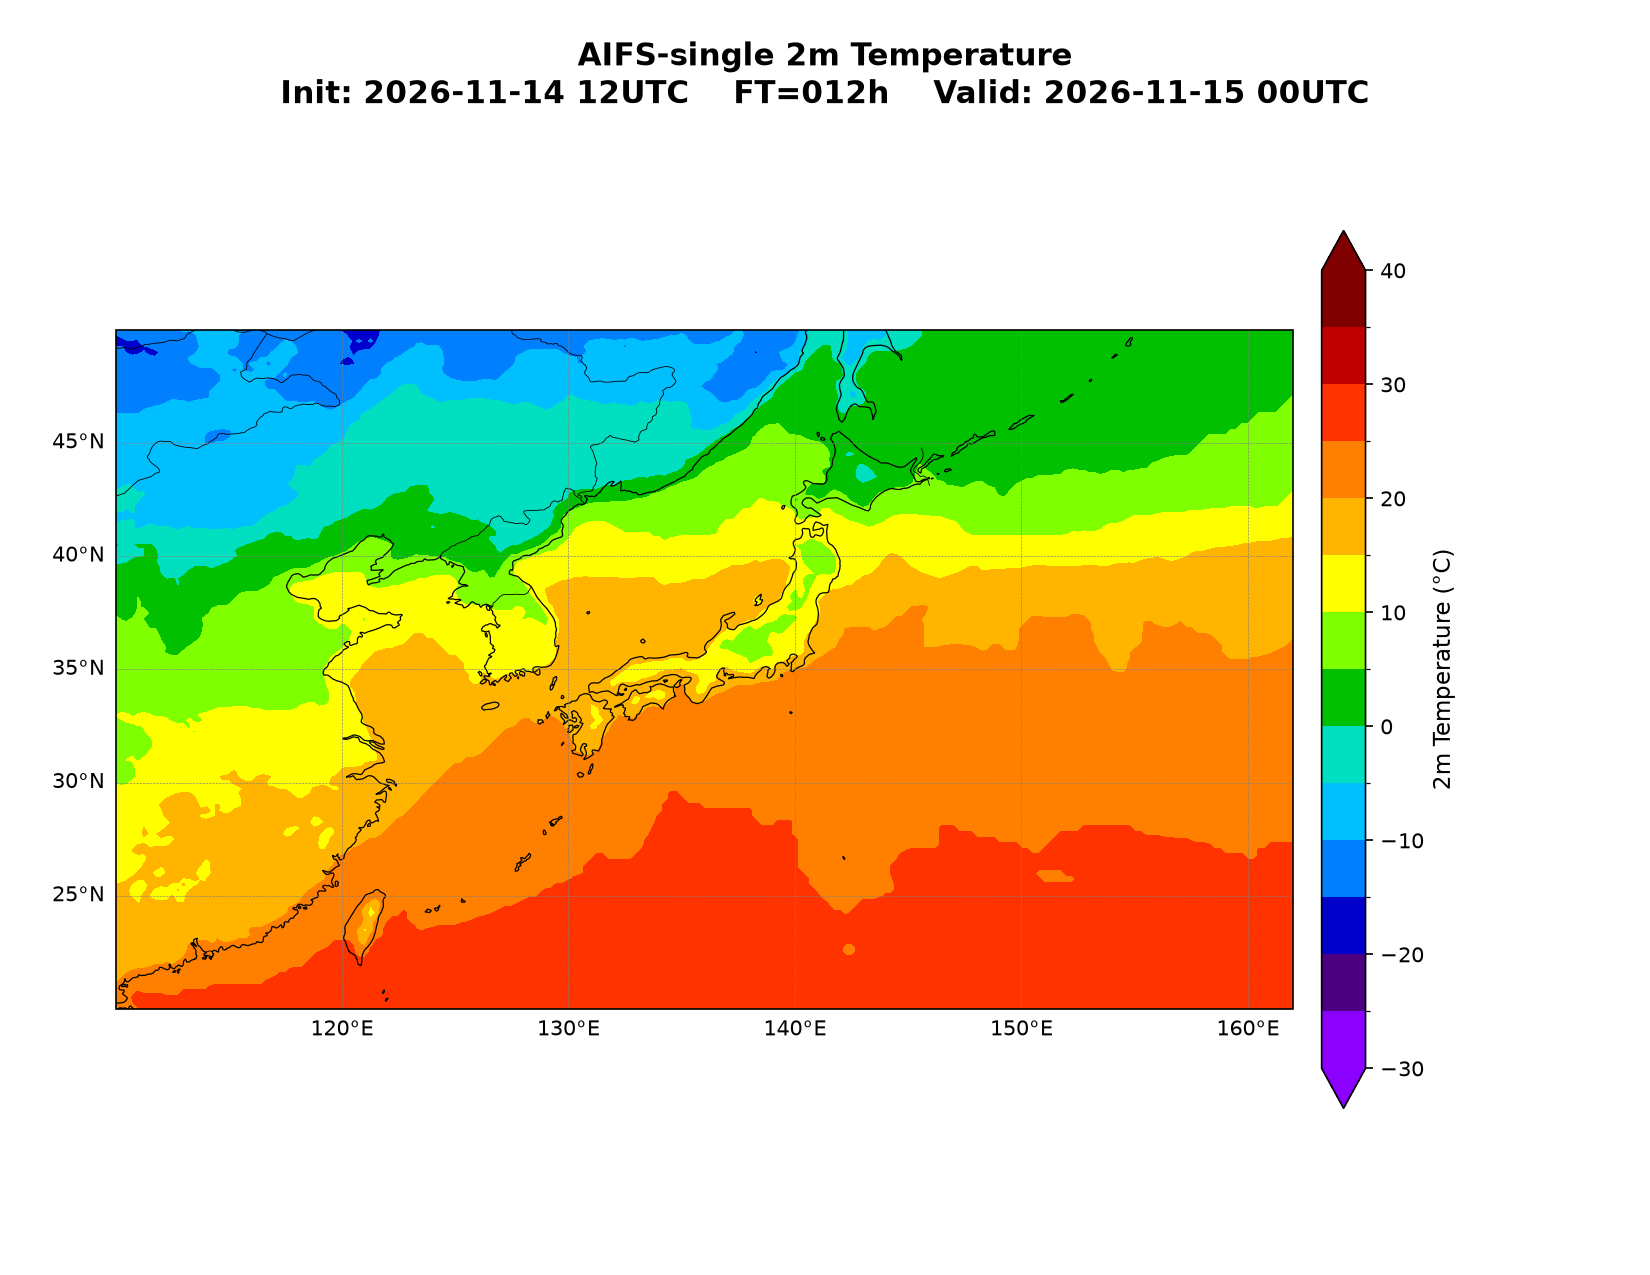 AIFS-single 2m Temperature
Init: 2026-11-14 12UTC    FT=012h    Valid: 2026-11-15 00UTC
45°N
40°N
35°N
30°N
25°N
120°E
130°E
140°E
150°E
160°E
40
30
20
10
0
−10
−20
−30
2m Temperature (°C)